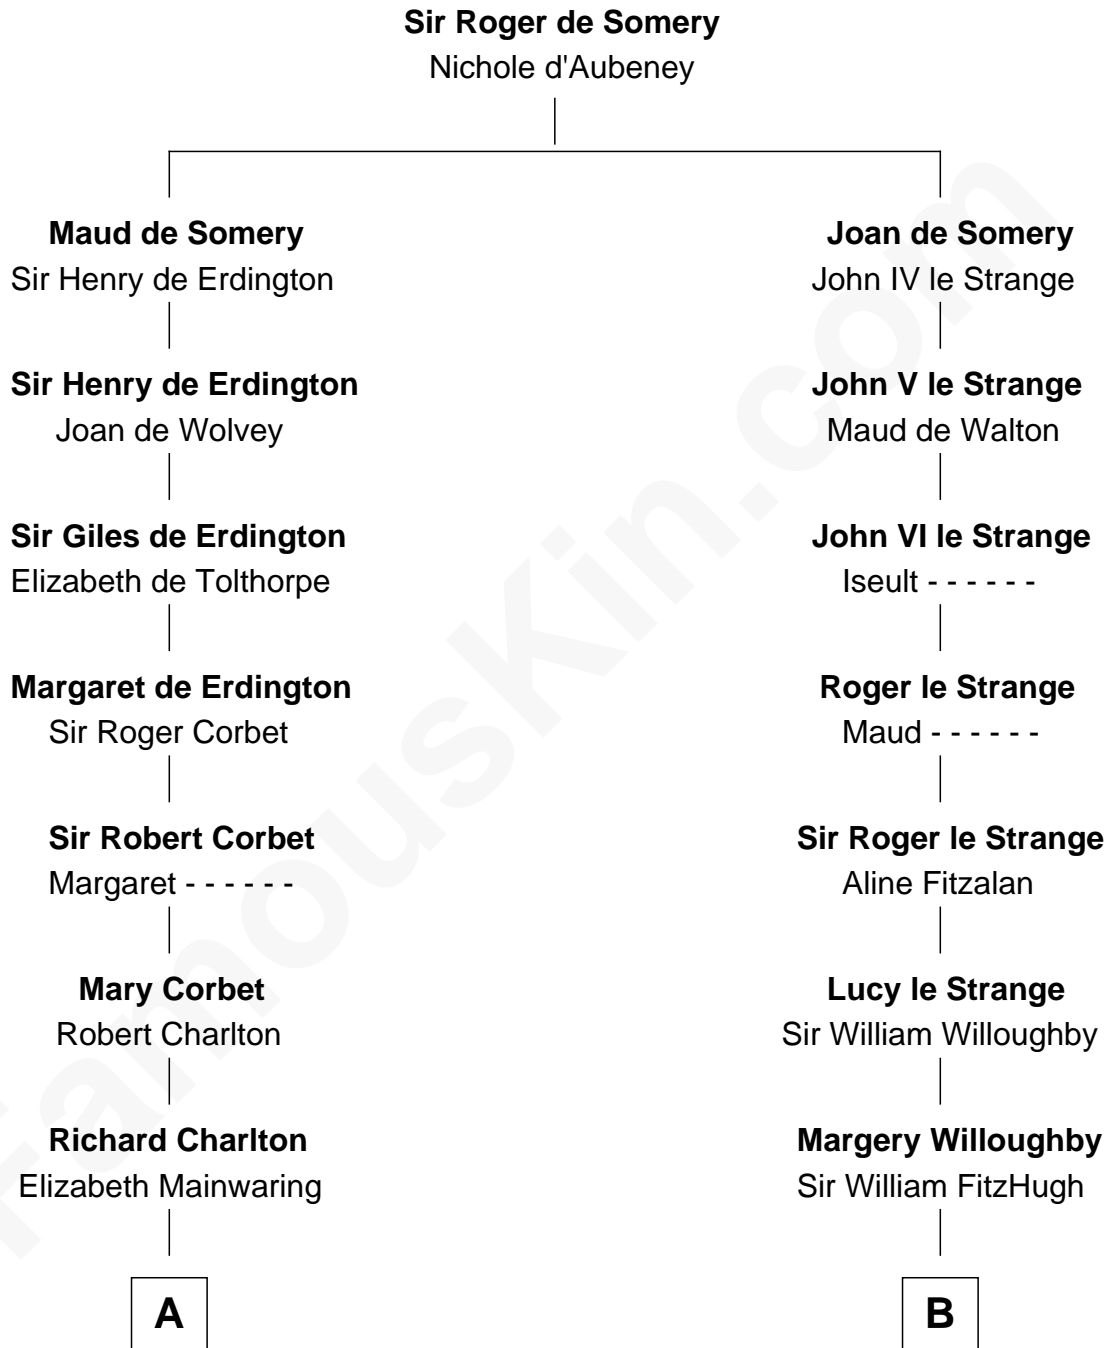 Sir Roger de Somery
Nichole d'Aubeney
Maud de Somery
Sir Henry de Erdington
Joan de Somery
John IV le Strange
Sir Henry de Erdington
Joan de Wolvey
John V le Strange
Maud de Walton
Sir Giles de Erdington
Elizabeth de Tolthorpe
John VI le Strange
Iseult - - - - - -
Margaret de Erdington
Sir Roger Corbet
Roger le Strange
Maud - - - - - -
Sir Robert Corbet
Margaret - - - - - -
Sir Roger le Strange
Aline Fitzalan
Mary Corbet
Robert Charlton
Lucy le Strange
Sir William Willoughby
Richard Charlton
Elizabeth Mainwaring
Margery Willoughby
Sir William FitzHugh
A
B
FamousKin.com